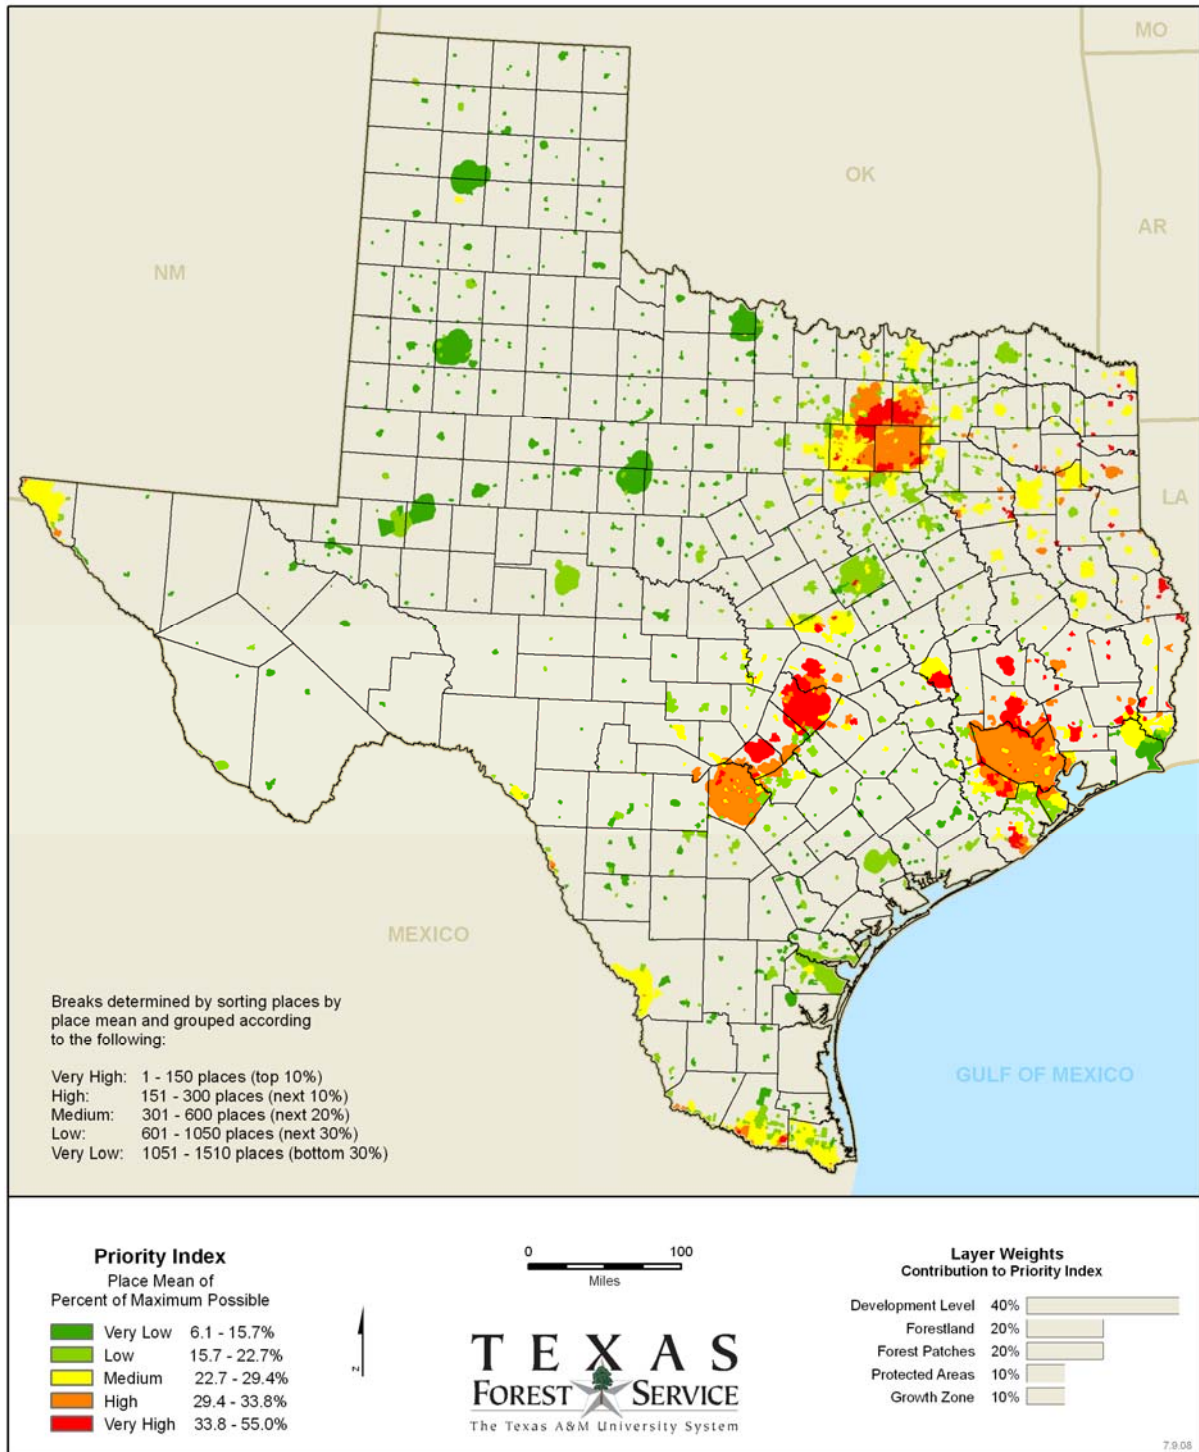 MO
OK
AR
NM
LA
MEXICO
GULF OF MEXICO
Breaks determined by sorting places by
place mean and grouped according
to the following:
Very High: 1 - 150 places (top 10%)
High: 151 - 300 places (next 10%)
Medium: 301 - 600 places (next 20%)
Low: 601 - 1050 places (next 30%)
Very Low: 1051 - 1510 places (bottom 30%)
Priority Index
Place Mean of
Percent of Maximum Possible
Very Low 6.1 - 15.7%
Low 15.7 - 22.7%
Medium 22.7 - 29.4%
High 29.4 - 33.8%
Very High 33.8 - 55.0%
0 100
Miles
N
TEXAS
FOREST SERVICE
The Texas A&M University System
Layer Weights
Contribution to Priority Index
Development Level 40%
Forestland 20%
Forest Patches 20%
Protected Areas 10%
Growth Zone 10%
7.9.08